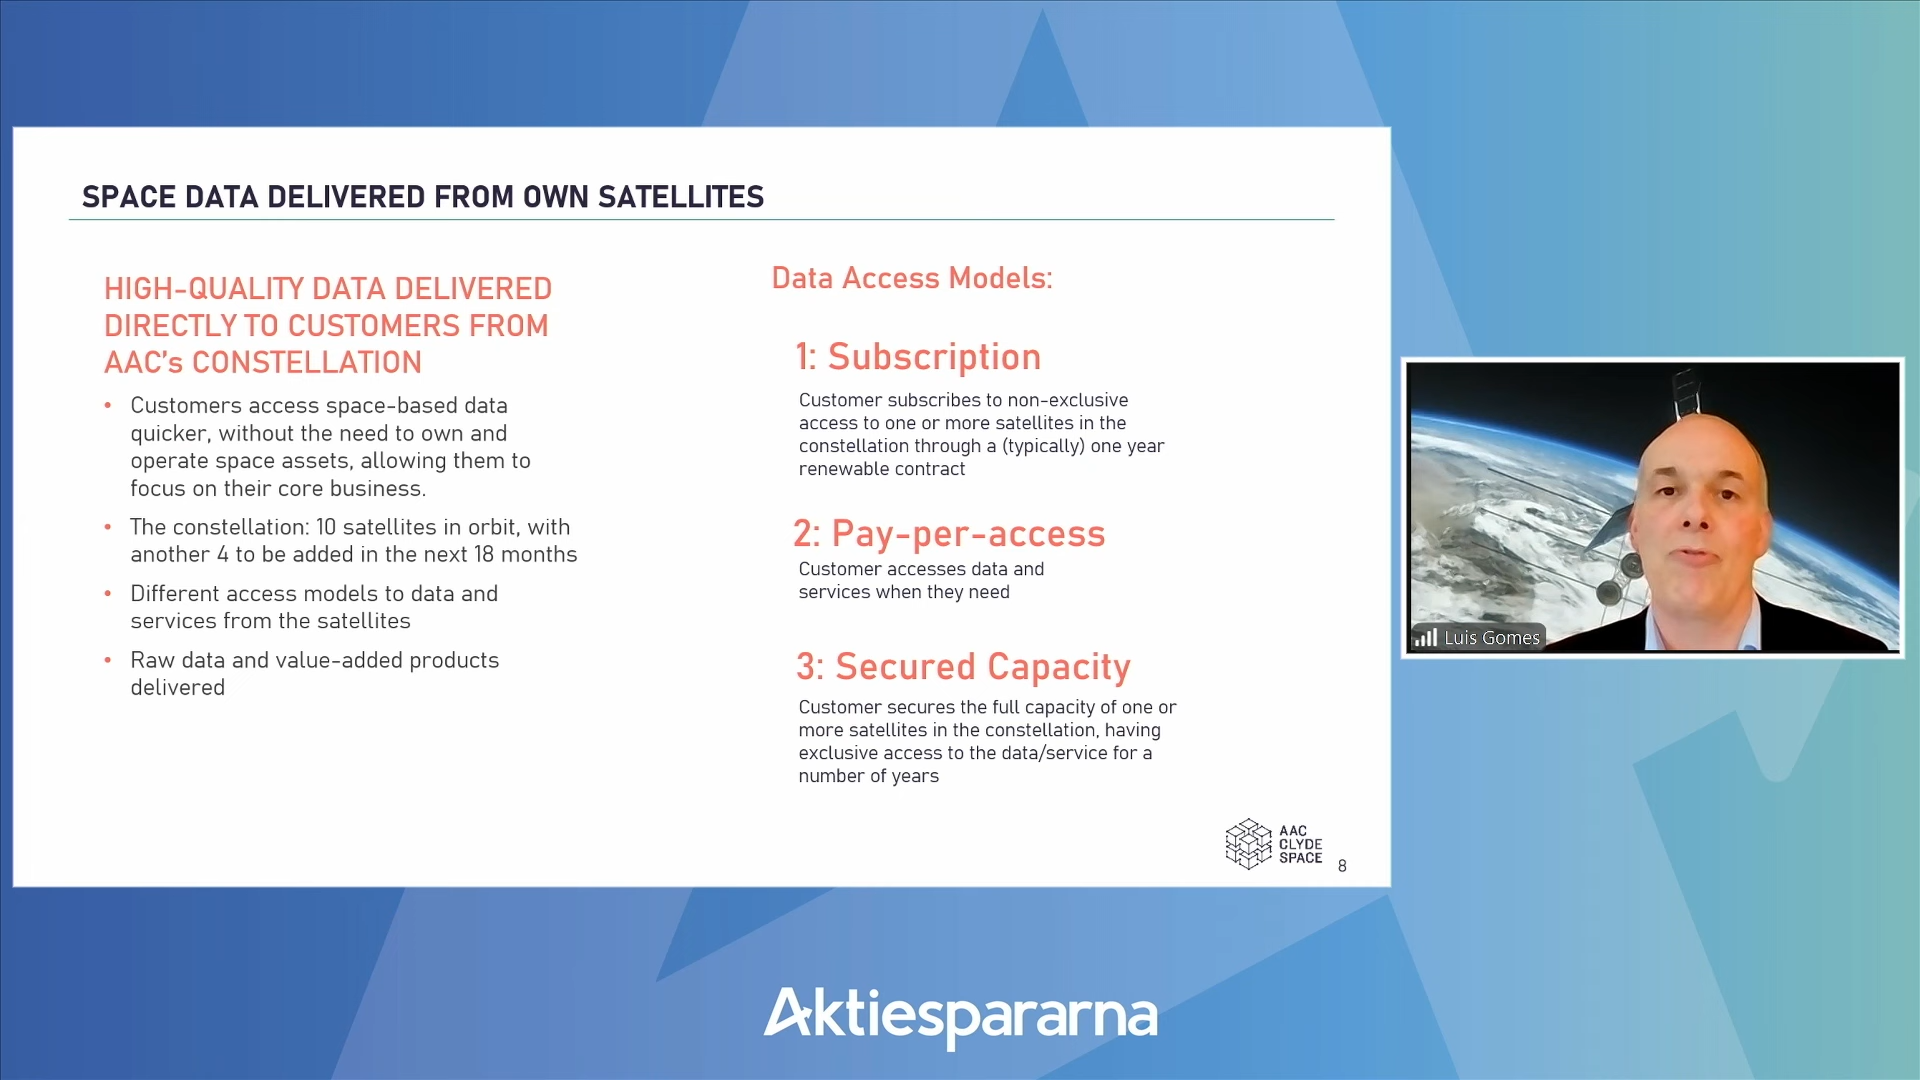 SPACE DATA DELIVERED FROM OWN SATELLITES
HIGH-QUALITY DATA DELIVERED
DIRECTLY TO CUSTOMERS FROM
AAC's CONSTELLATION
• Customers access space-based data
quicker, without the need to own and
operate space assets, allowing them to
focus on their core business.
• The constellation: 10 satellites in orbit, with
another 4 to be added in the next 18 months
• Different access models to data and
services from the satellites
• Raw data and value-added products
delivered
Data Access Models:
1: Subscription
Customer subscribes to non-exclusive
access to one or more satellites in the
constellation through a (typically) one year
renewable contract
2: Pay-per-access
Customer accesses data and
services when they need
3: Secured Capacity
Customer secures the full capacity of one or
more satellites in the constellation, having
exclusive access to the data/service for a
number of years
AAC
CLYDE
SPACE
8
Luis Gomes
Aktiespararna